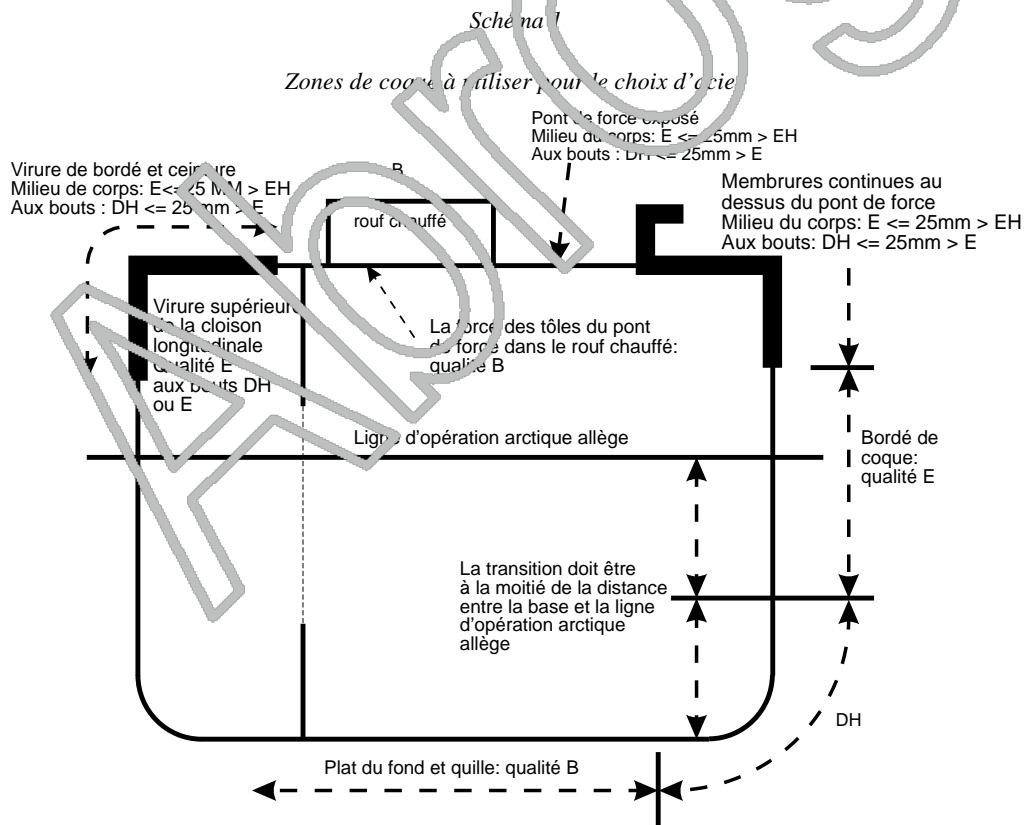 Schéma 1
Zones de coque à utiliser pour le choix d'acier
Pont de force exposé
Milieu du corps: E <= 25mm > EH
Aux bouts : DH <= 25mm > E
Virure de bordé et ceinture
Milieu de corps: E<= 25 MM > EH
Aux bouts : DH <= 25 mm > E
B
rouf chauffé
Membrures continues au
dessus du pont de force
Milieu du corps: E <= 25mm > EH
Aux bouts: DH <= 25mm > E
Virure supérieure
de la cloison
longitudinale
Qualité E
aux bouts DH
ou E
La force des tôles du pont
de force dans le rouf chauffé:
qualité B
Ligne d'opération arctique allège
Bordé de
coque:
qualité E
La transition doit être
à la moitié de la distance
entre la base et la ligne
d'opération arctique
allège
DH
Plat du fond et quille: qualité B